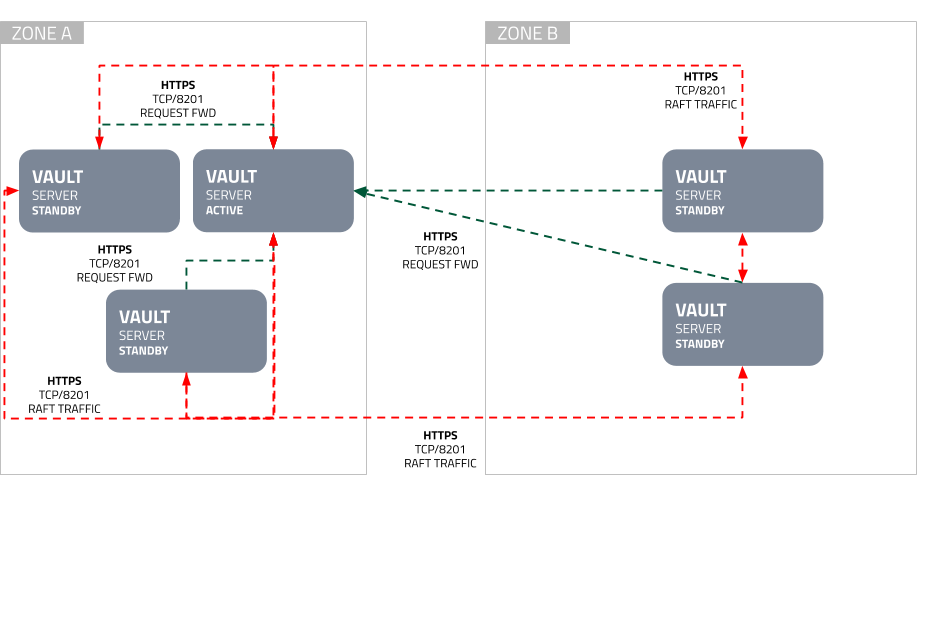 ZONE A
ZONE B
HTTPS
TCP/8201
REQUEST FWD
HTTPS
TCP/8201
RAFT TRAFFIC
VAULT
SERVER
STANDBY
VAULT
SERVER
ACTIVE
VAULT
SERVER
STANDBY
HTTPS
TCP/8201
REQUEST FWD
HTTPS
TCP/8201
REQUEST FWD
VAULT
SERVER
STANDBY
VAULT
SERVER
STANDBY
HTTPS
TCP/8201
RAFT TRAFFIC
HTTPS
TCP/8201
RAFT TRAFFIC